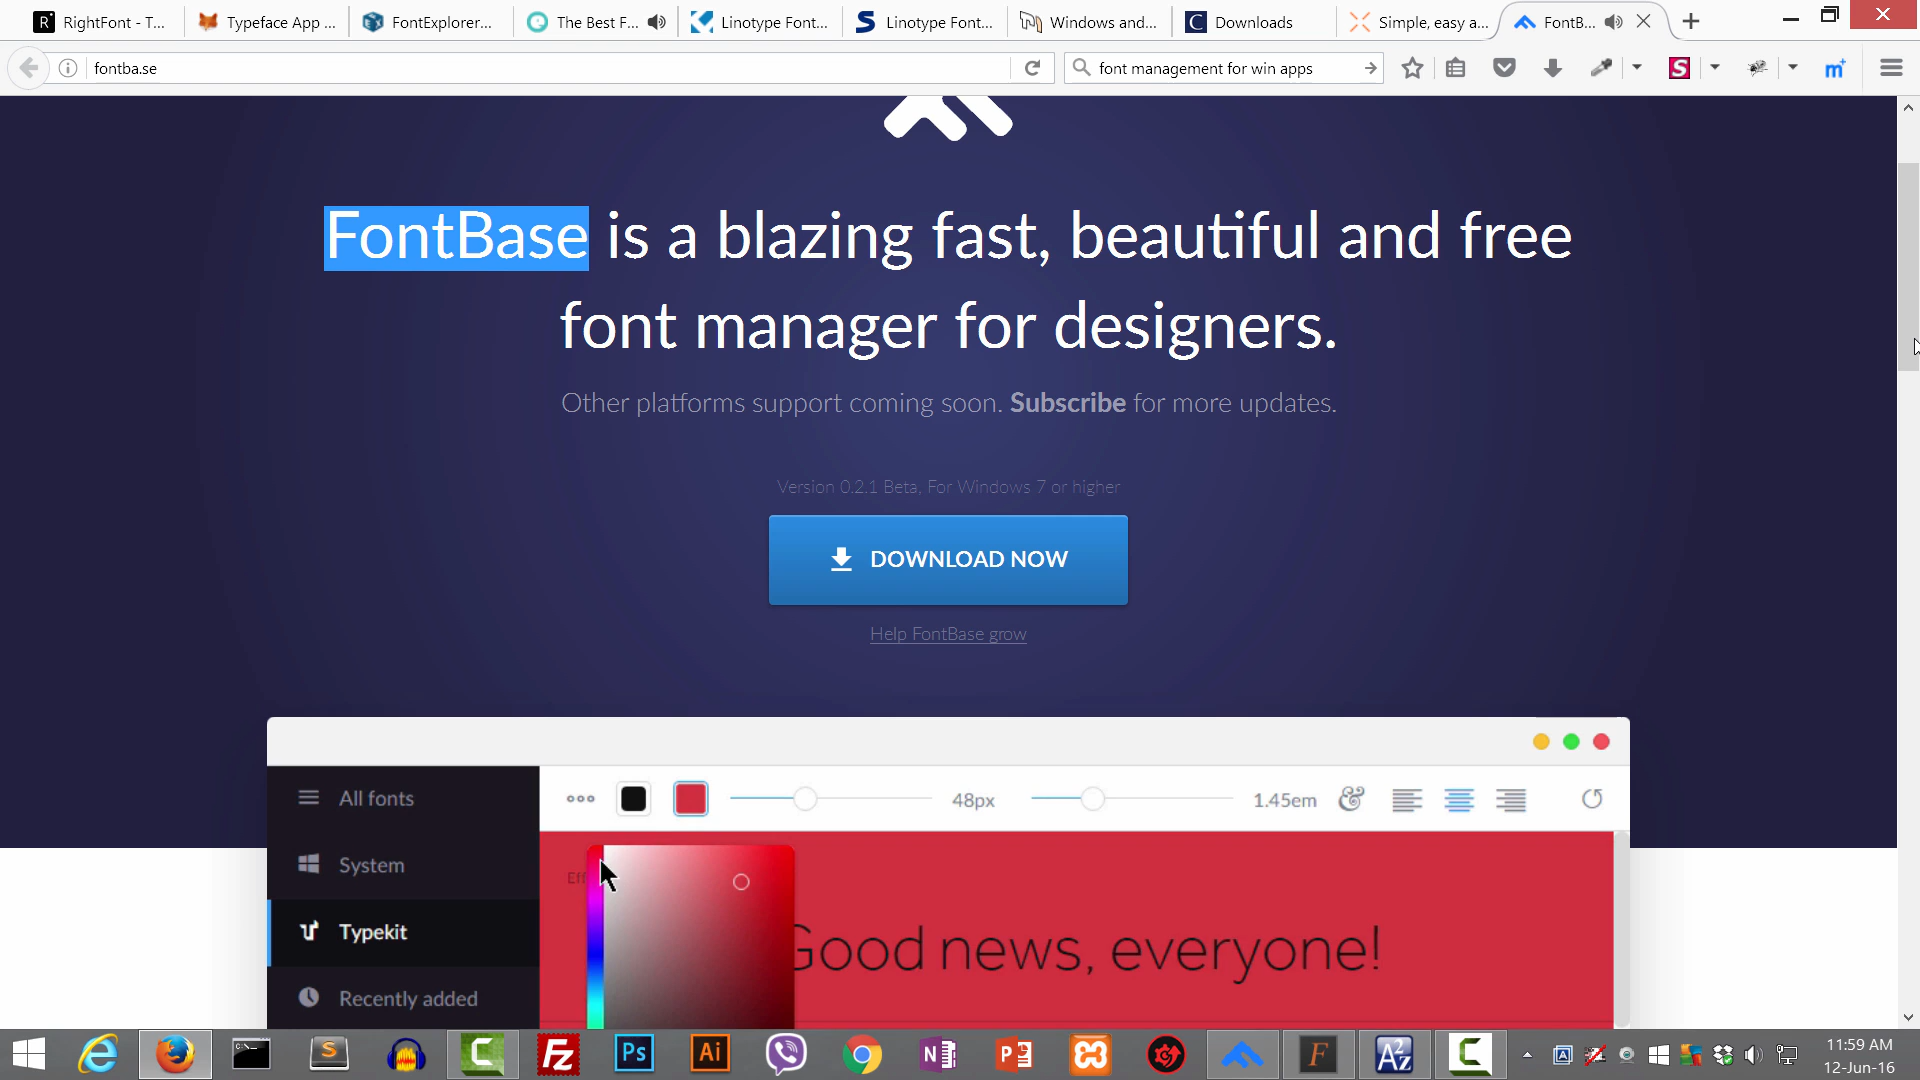 RightFont - T...
Typeface App ...
FontExplorer...
The Best F...
Linotype Font...
Linotype Font...
Windows and...
Downloads
Simple, easy a...
FontB...
fontba.se
font management for win apps
FontBase is a blazing fast, beautiful and free
font manager for designers.
Other platforms support coming soon. Subscribe for more updates.
Version 0.2.1 Beta, For Windows 7 or higher
DOWNLOAD NOW
Help FontBase grow
All fonts
48px
1.45em
System
Eff
Typekit
Good news, everyone!
Recently added
11:59 AM
12-Jun-16